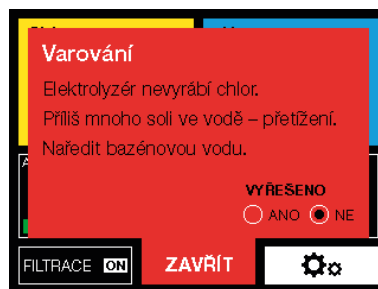 Varování
Elektrolyzér nevyrábí chlor.
Příliš mnoho soli ve vodě – přetížení.
Naředit bazénovou vodu.
VYŘEŠENO
ANO NE
FILTRACE ON ZAVŘÍT